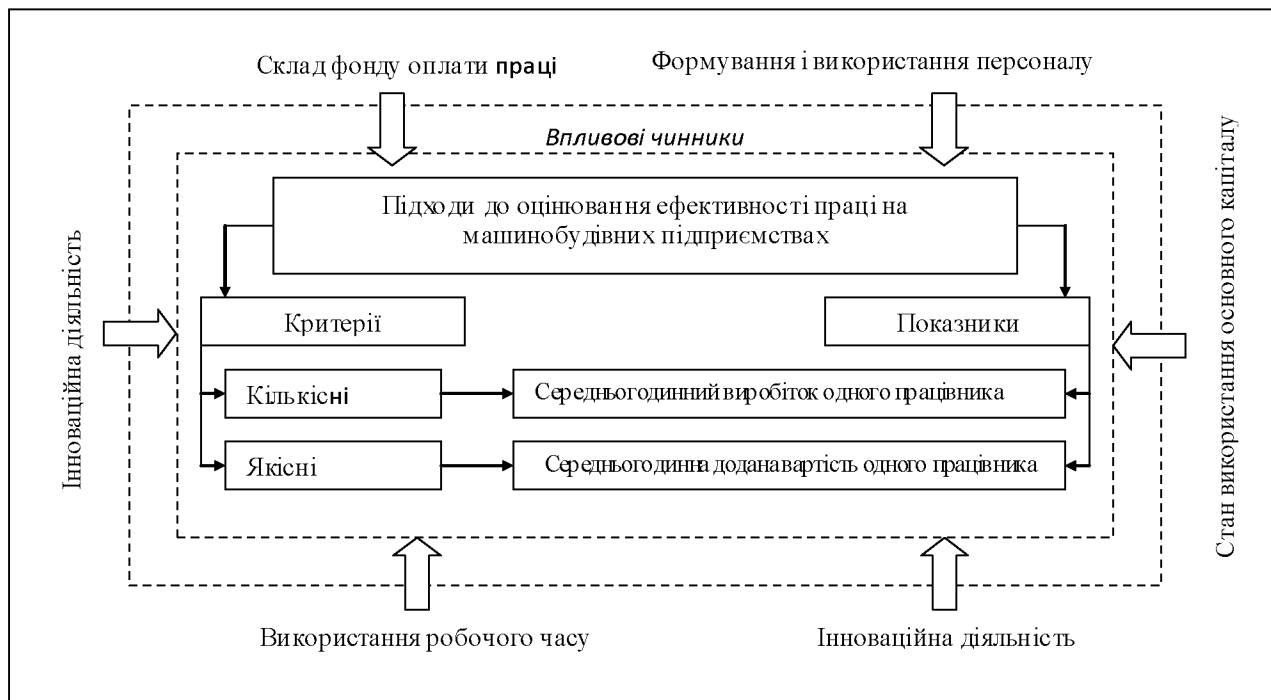 Склад фонду оплати праці
Формування і використання персоналу
Впливові чинники
Підходи до оцінювання ефективності праці на
машинобудівних підприємствах
Інноваційна діяльність
Стан використання основного капіталу
Критерії
Показники
Кількісні
Середньогодинний виробіток одного працівника
Якісні
Середньогодинна додана вартість одного працівника
Використання робочого часу
Інноваційна діяльність